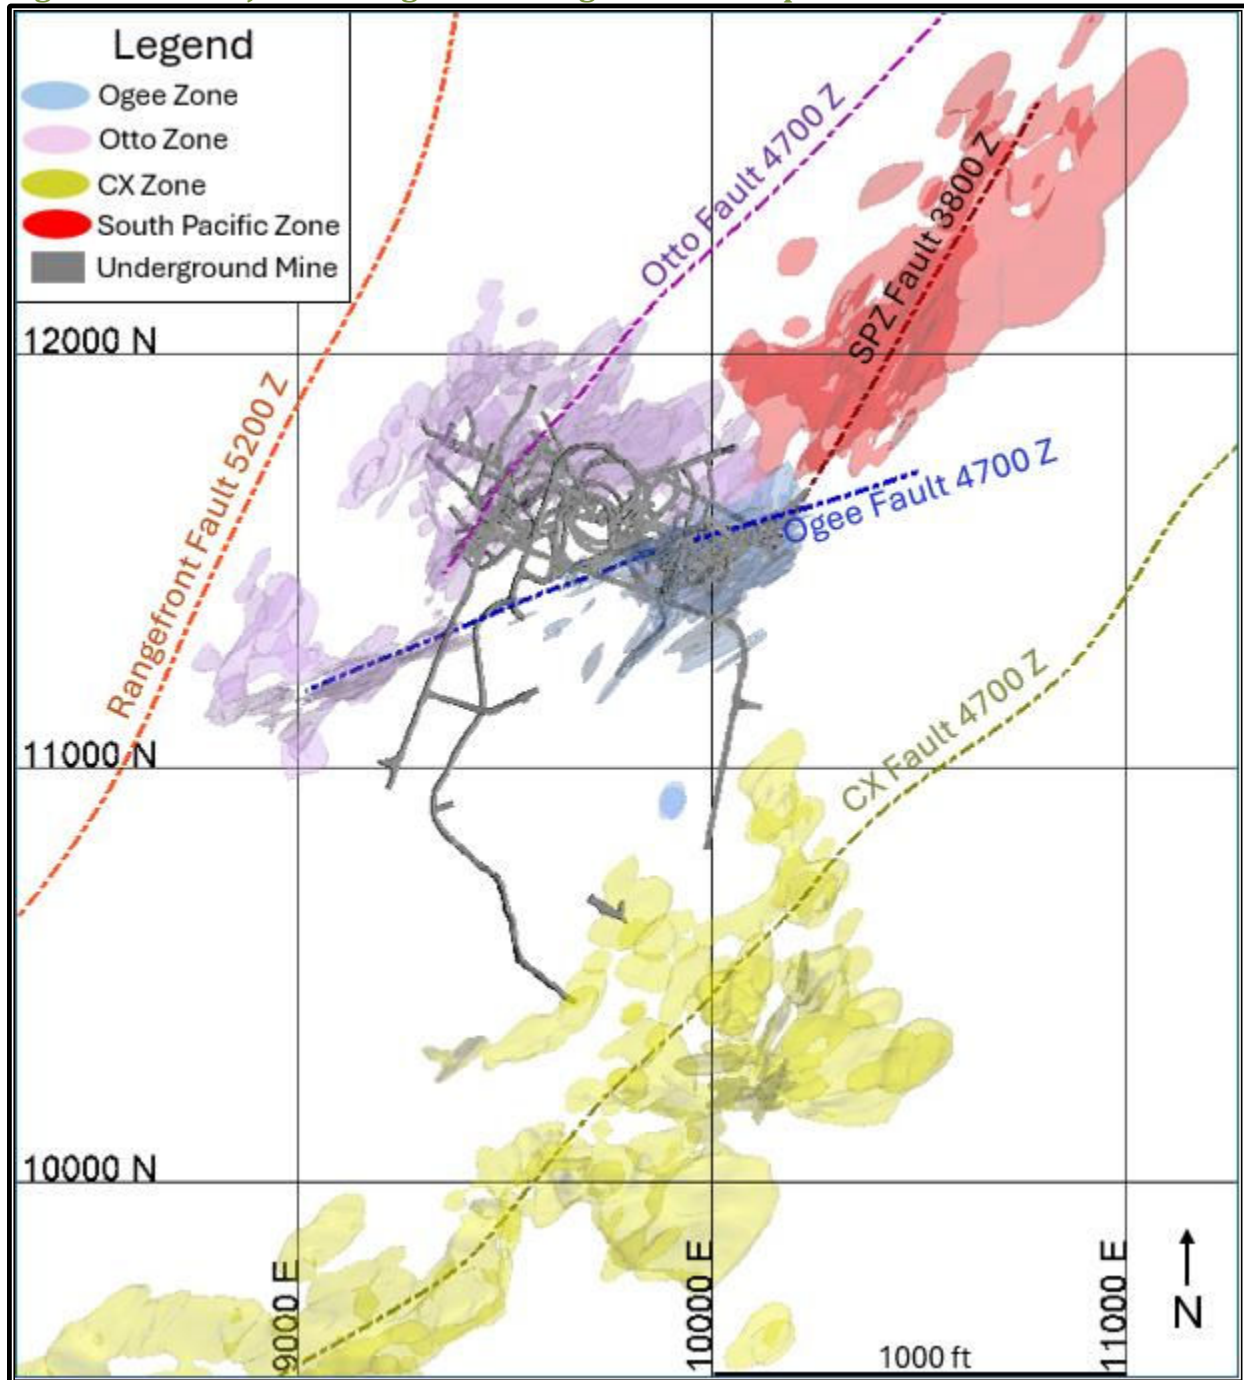 Legend
Ogee Zone
Otto Zone
CX Zone
South Pacific Zone
Underground Mine
Otto Fault 4700 Z
SPZ Fault 3800 Z
12000 N
Rangefront Fault 5200 Z
Ogee Fault 4700 Z
CX Fault 4700 Z
11000 N
10000 N
9000 E
10000 E
11000 E
N
1000 ft